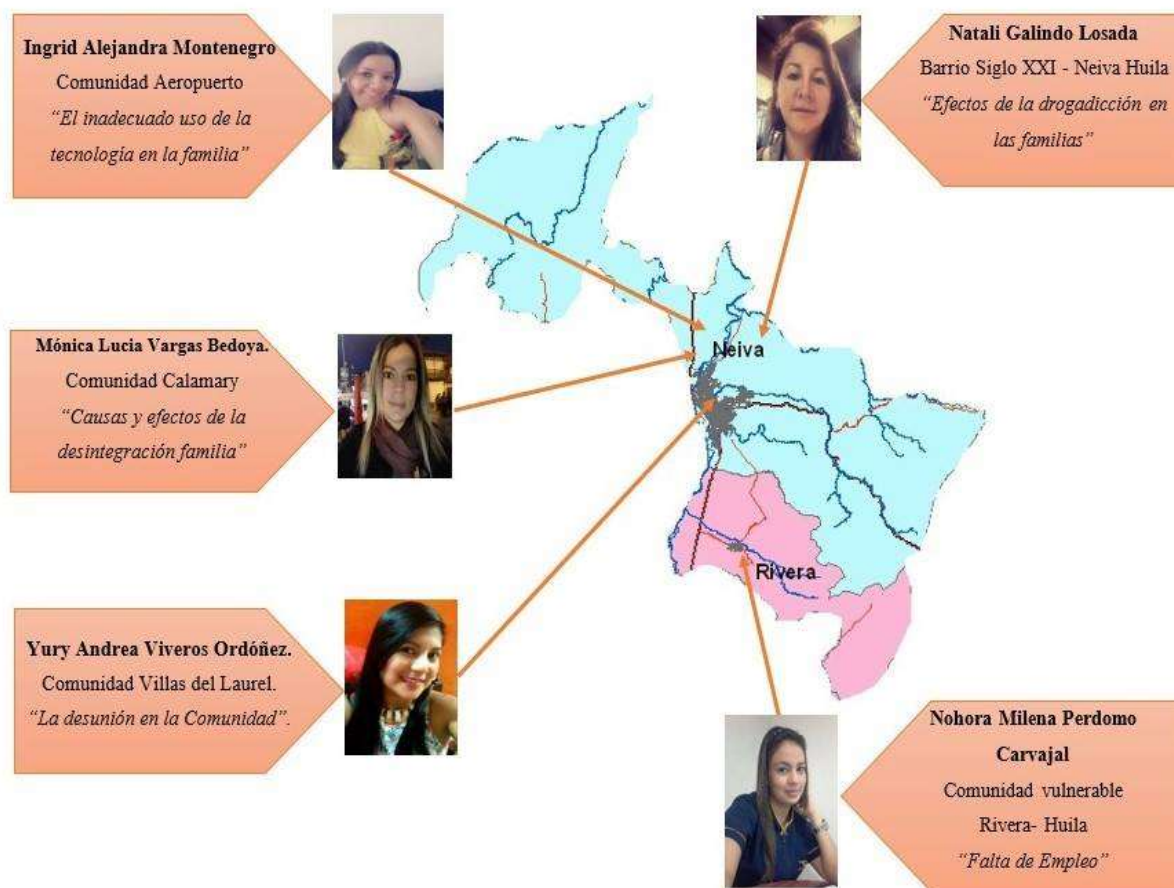 Ingrid Alejandra Montenegro
Comunidad Aeropuerto
“El inadecuado uso de la
tecnología en la familia”
Natali Galindo Losada
Barrio Siglo XXI - Neiva Huila
“Efectos de la drogadicción en
las familias”
Neiva
Mónica Lucia Vargas Bedoya.
Comunidad Calamary
“Causas y efectos de la
desintegración familia”
Rivera
Yury Andrea Viveros Ordóñez.
Comunidad Villas del Laurel.
“La desunión en la Comunidad”.
Nohora Milena Perdomo
Carvajal
Comunidad vulnerable
Rivera- Huila
“Falta de Empleo”